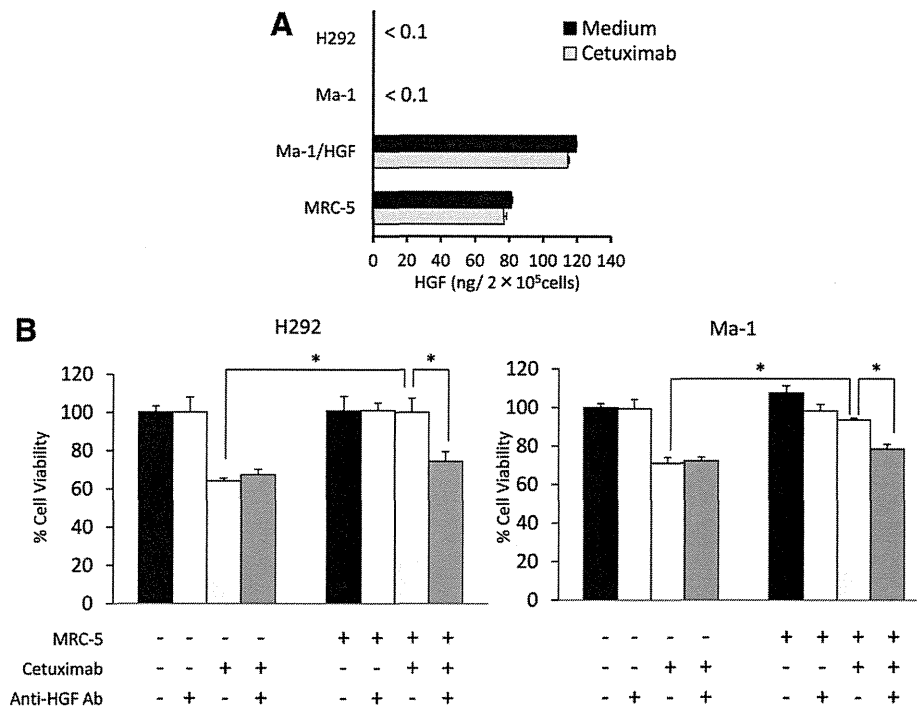 A
H292
< 0.1
Medium
Cetuximab
Ma-1
< 0.1
Ma-1/HGF
MRC-5
0 20 40 60 80 100 120 140
HGF (ng/ 2 × 10⁵cells)
B
H292
Ma-1
% Cell Viability
120
100
80
60
40
20
0
* *
% Cell Viability
120
100
80
60
40
20
0
* *
MRC-5 - - - - + + + + - - - - + + + +
Cetuximab - - + + - - + + - - + + - - + +
Anti-HGF Ab - + - + - + - + - + - + - + - +